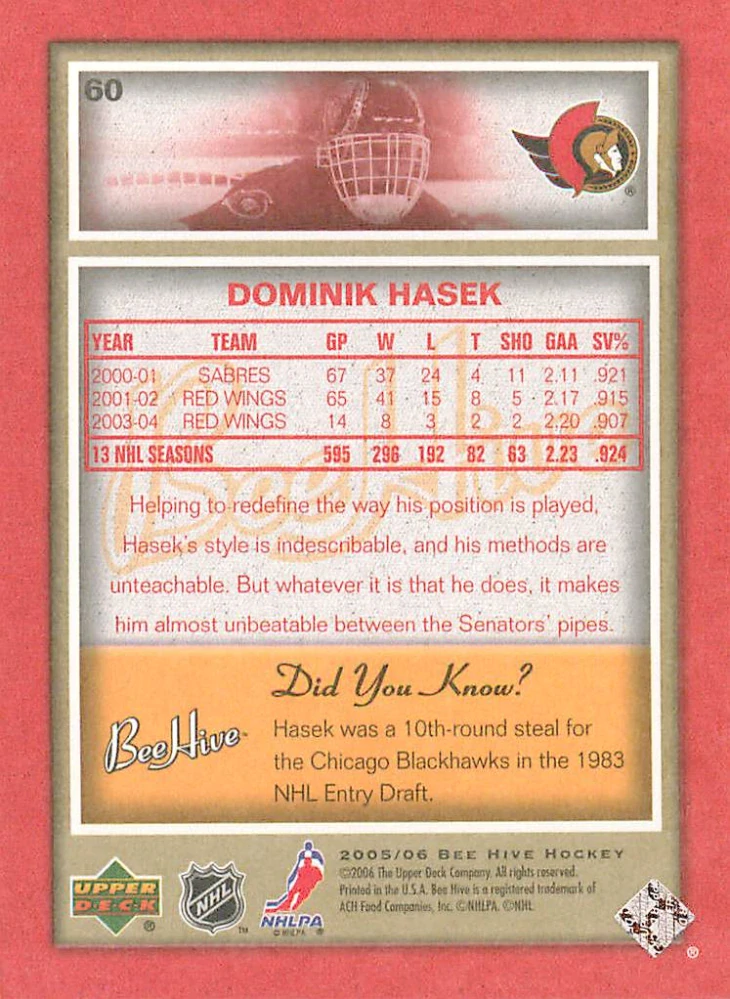 60
®
DOMINIK HASEK
YEAR TEAM GP W L T SHO GAA SV%
2000-01 SABRES 67 37 24 4 11 2.11 .921
2001-02 RED WINGS 65 41 15 8 5 2.17 .915
2003-04 RED WINGS 14 8 3 2 2 2.20 .907
13 NHL SEASONS 595 296 192 82 63 2.23 .924
BeeHive
Helping to redefine the way his position is played,
Hasek's style is indescribable, and his methods are
unteachable. But whatever it is that he does, it makes
him almost unbeatable between the Senators' pipes.
Did You Know?
BeeHive™
Hasek was a 10th-round steal for
the Chicago Blackhawks in the 1983
NHL Entry Draft.
2005/06 BEE HIVE HOCKEY
©2006 The Upper Deck Company. All rights reserved.
Printed in the U.S.A. Bee Hive is a registered trademark of
ACH Food Companies, Inc. ©NHLPA. ©NHL
UPPER
DECK
®
NHL
™
NHLPA
© NHLPA ®
®